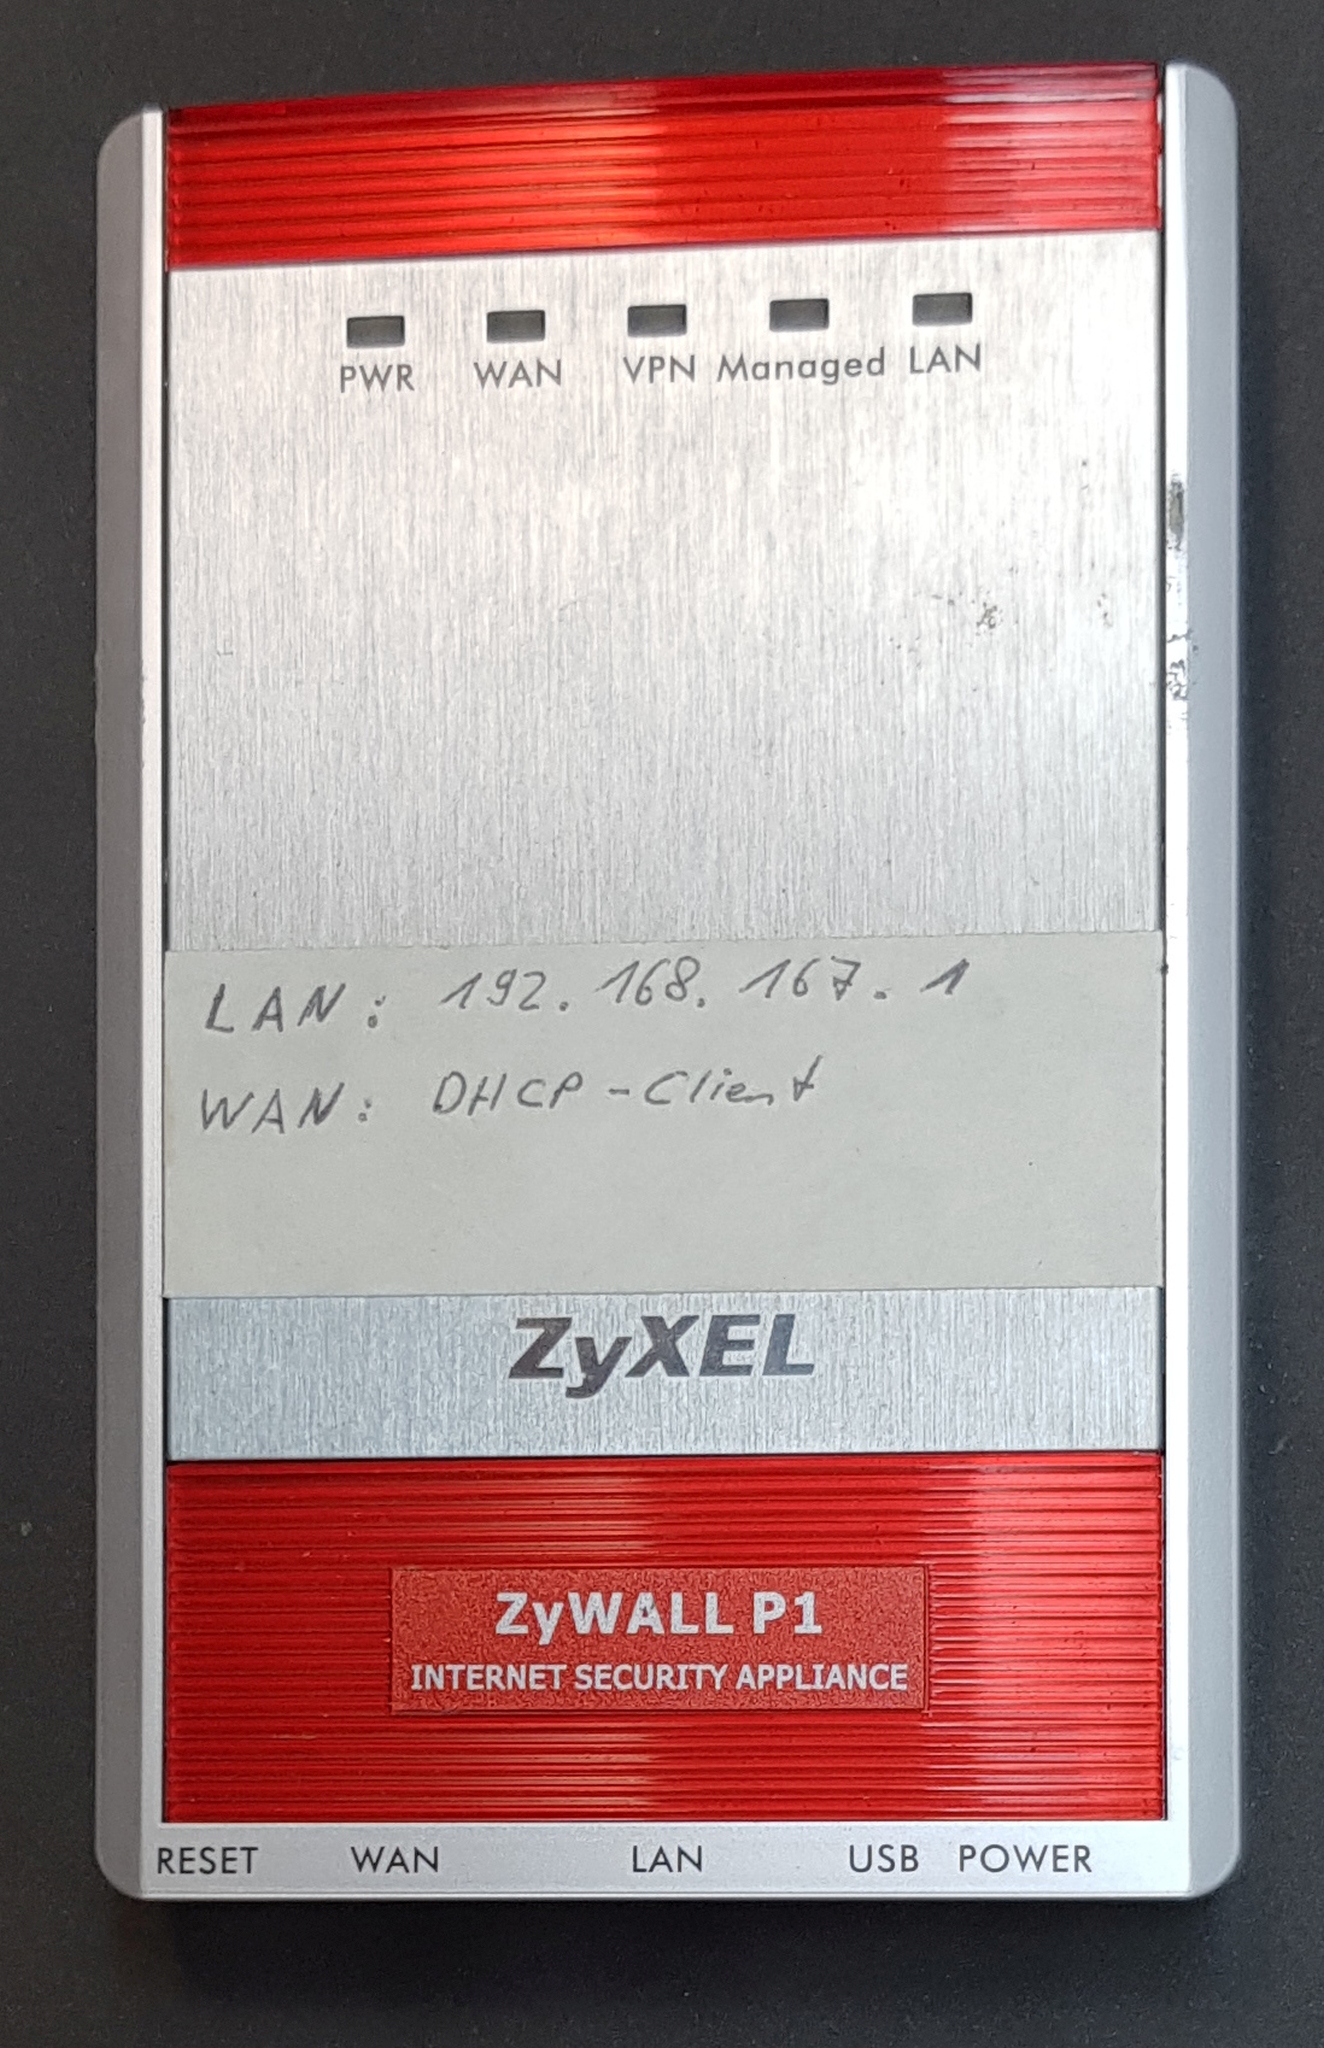 PWR WAN VPN Managed LAN
LAN: 192.168.167.1
WAN: DHCP-Client
ZyXEL
ZyWALL P1
INTERNET SECURITY APPLIANCE
RESET WAN LAN USB POWER